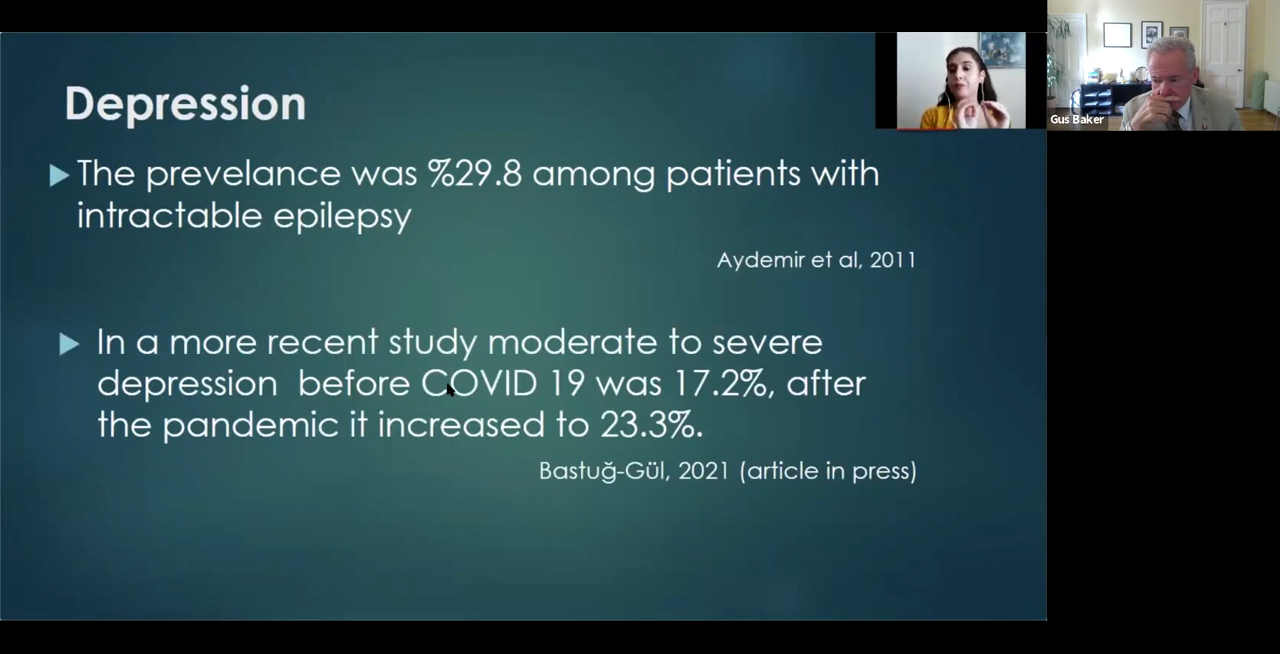 Depression
The prevelance was %29.8 among patients with
intractable epilepsy
Aydemir et al, 2011
In a more recent study moderate to severe
depression  before COVID 19 was 17.2%, after
the pandemic it increased to 23.3%.
Bastuğ-Gül, 2021 (article in press)
Gus Baker